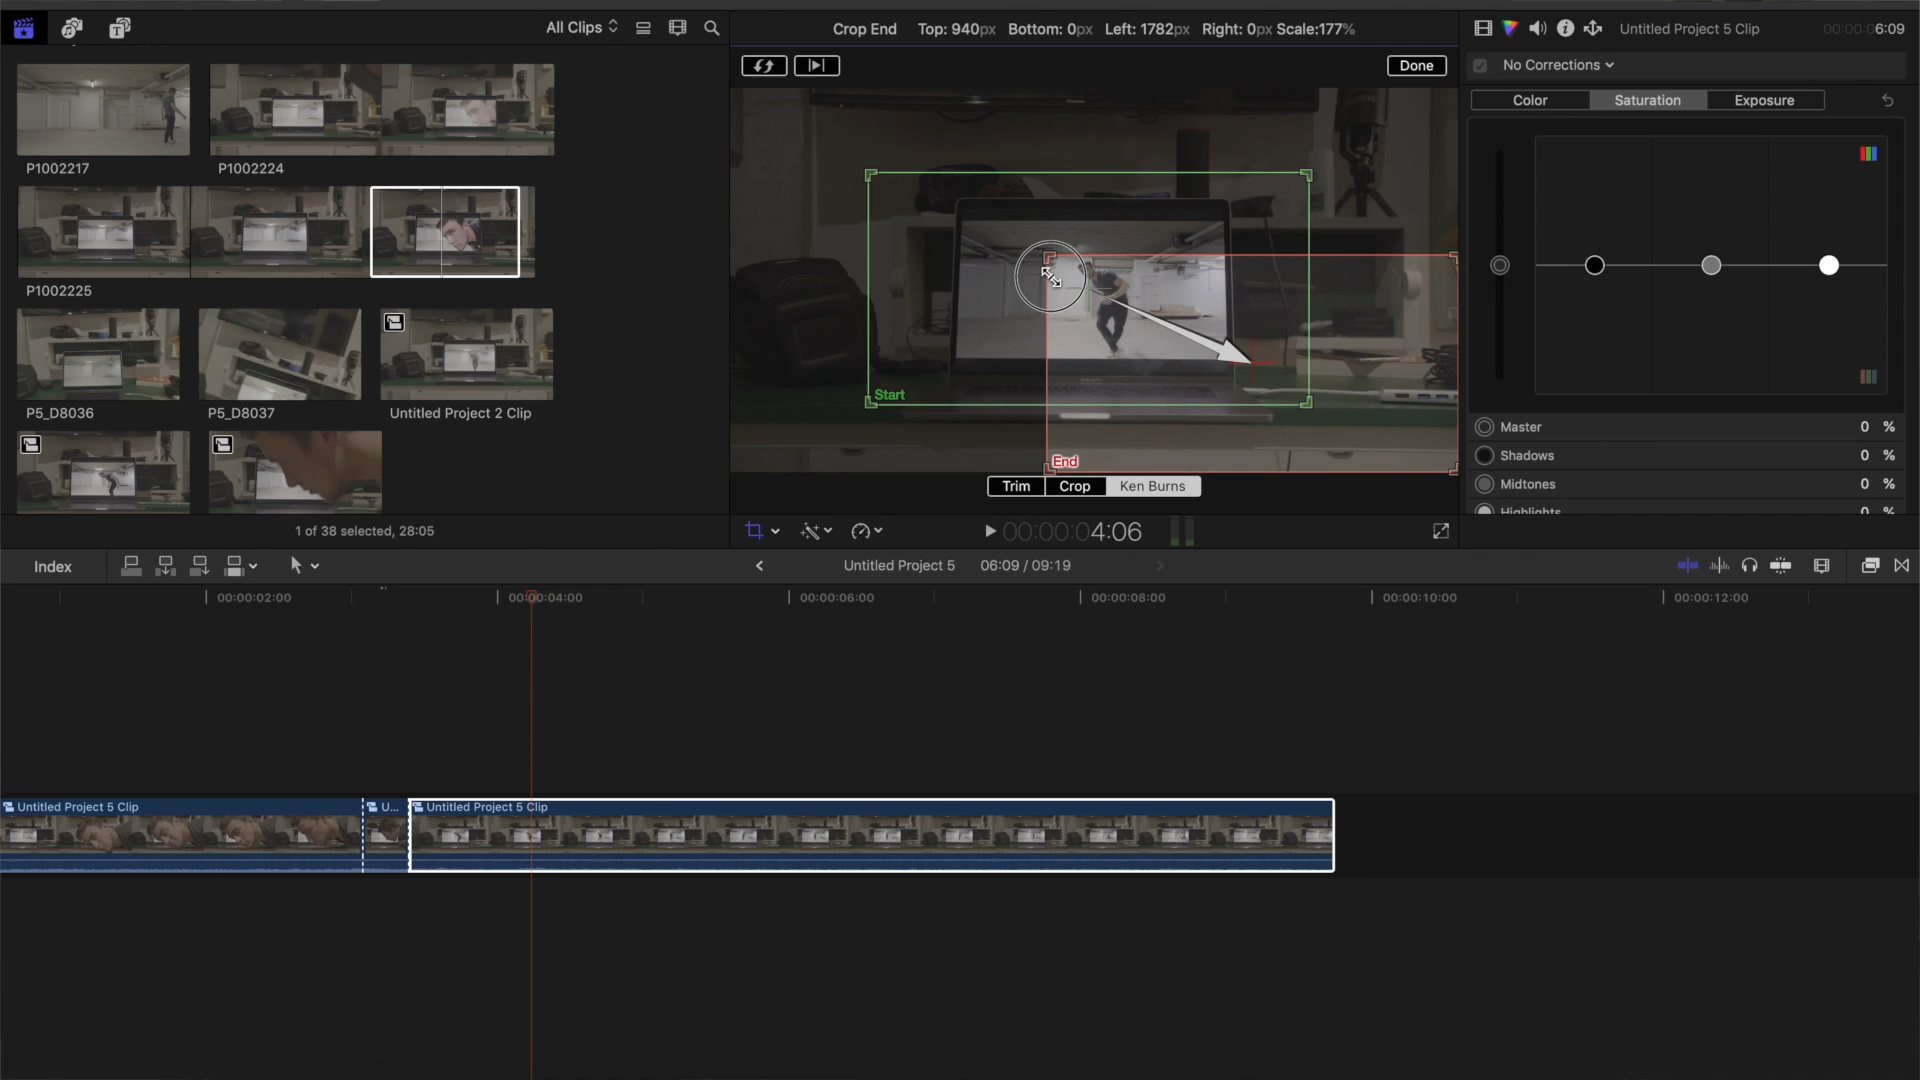 All Clips
Crop End Top: 940px Bottom: 0px Left: 1782px Right: 0px Scale:177%
Untitled Project 5 Clip
00:00:06:09
Done
No Corrections
Color
Saturation
Exposure
P1002217
P1002224
P1002225
P5_D8036
P5_D8037
Untitled Project 2 Clip
Start
End
Trim
Crop
Ken Burns
Master 0 %
Shadows 0 %
Midtones 0 %
Highlights 0 %
1 of 38 selected, 28:05
00:00:04:06
Index
Untitled Project 5 06:09 / 09:19
00:00:02:00
00:00:04:00
00:00:06:00
00:00:08:00
00:00:10:00
00:00:12:00
Untitled Project 5 Clip
U...
Untitled Project 5 Clip